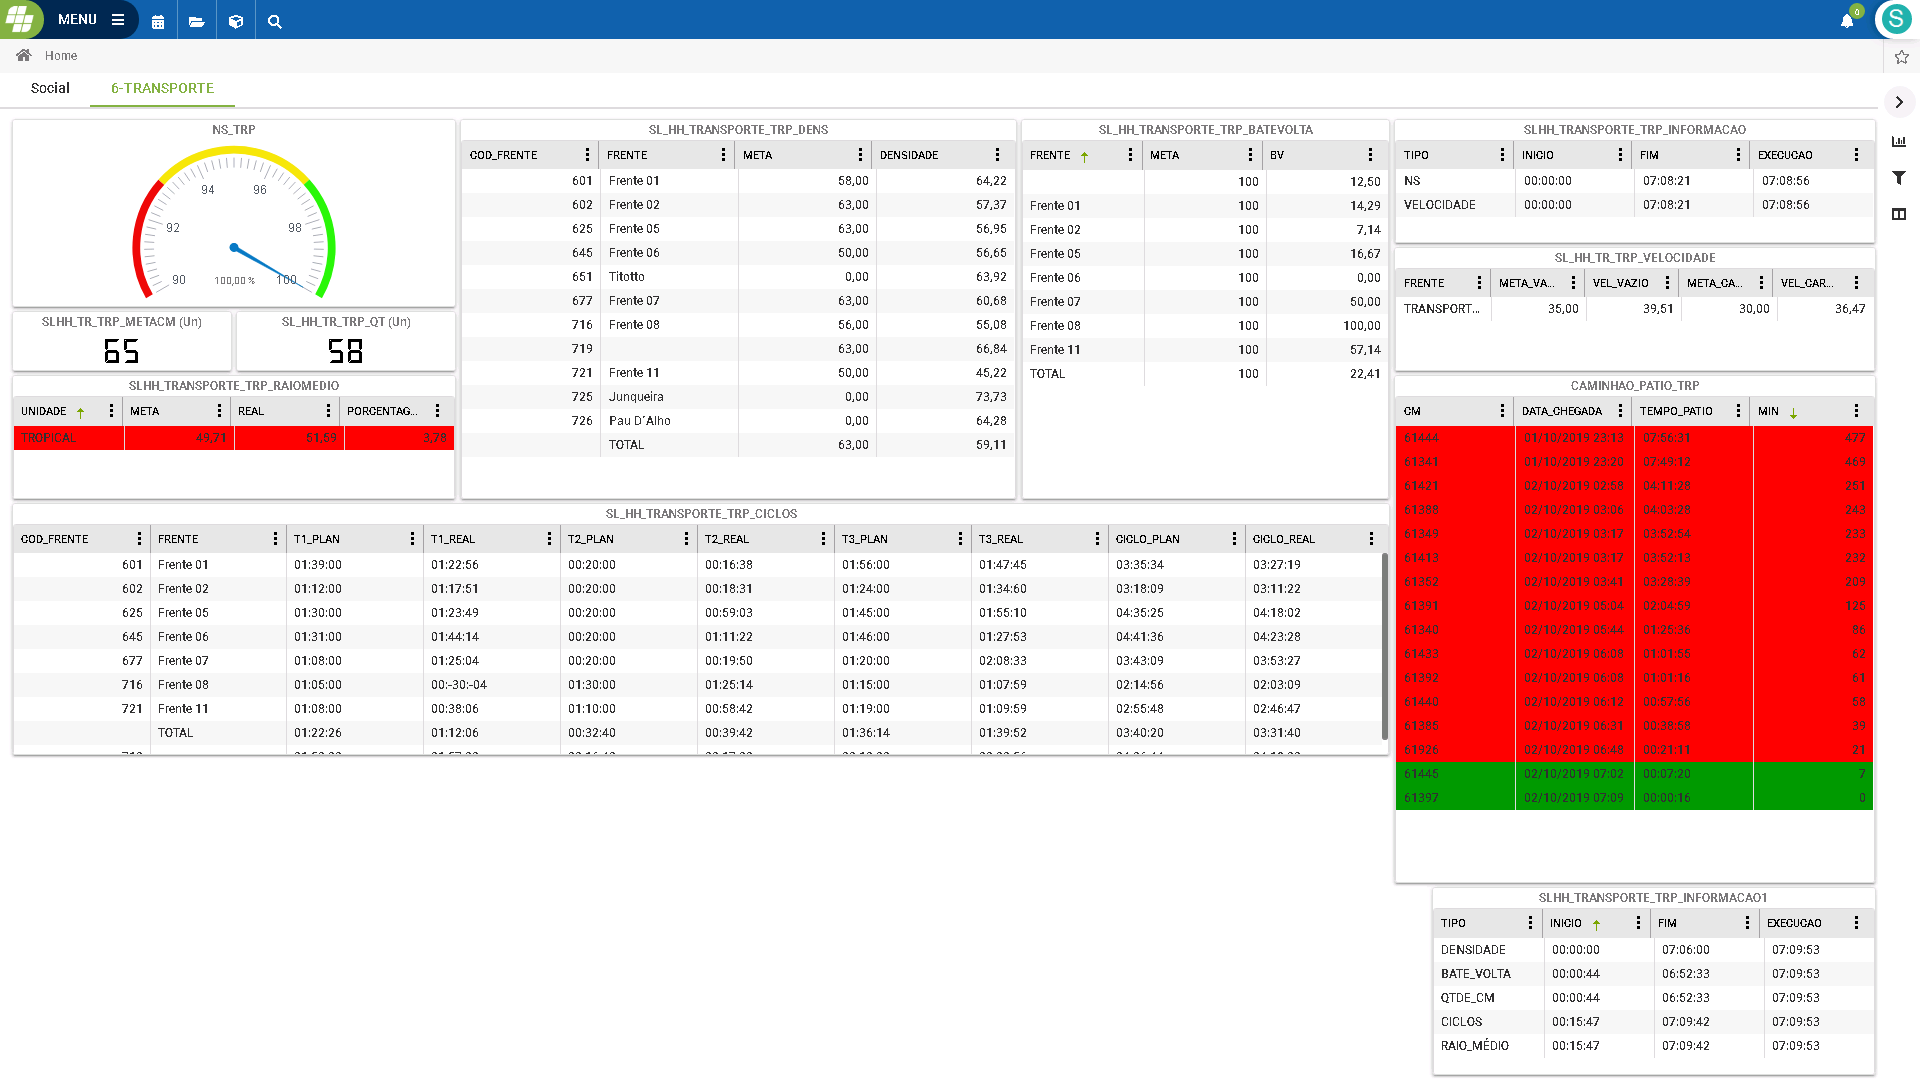 MENU
0
S
Home
Social 6-TRANSPORTE
NS_TRP
90 92 94 96 98 100
100,00 %
SLHH_TR_TRP_METACM (Un)
65
SLHH_TR_TRP_QT (Un)
58
SLHH_TRANSPORTE_TRP_RAIOMEDIO
UNIDADE META REAL PORCENTAG...
TROPICAL 49,71 51,59 3,78
SL_HH_TRANSPORTE_TRP_DENS
COD_FRENTE FRENTE META DENSIDADE
601 Frente 01 58,00 64,22
602 Frente 02 63,00 57,37
625 Frente 05 63,00 56,95
645 Frente 06 50,00 56,65
651 Titotto 0,00 63,92
677 Frente 07 63,00 60,68
716 Frente 08 56,00 55,08
719 63,00 66,84
721 Frente 11 50,00 45,22
725 Junqueira 0,00 73,73
726 Pau D´Alho 0,00 64,28
TOTAL 63,00 59,11
SL_HH_TRANSPORTE_TRP_BATEVOLTA
FRENTE META BV
100 12,50
Frente 01 100 14,29
Frente 02 100 7,14
Frente 05 100 16,67
Frente 06 100 0,00
Frente 07 100 50,00
Frente 08 100 100,00
Frente 11 100 57,14
TOTAL 100 22,41
SLHH_TRANSPORTE_TRP_INFORMACAO
TIPO INICIO FIM EXECUCAO
NS 00:00:00 07:08:21 07:08:56
VELOCIDADE 00:00:00 07:08:21 07:08:56
SL_HH_TR_TRP_VELOCIDADE
FRENTE META_VA... VEL_VAZIO META_CA... VEL_CAR...
TRANSPORT... 35,00 39,51 30,00 36,47
CAMINHAO_PATIO_TRP
CM DATA_CHEGADA TEMPO_PATIO MIN
61444 01/10/2019 23:13 07:56:31 477
61341 01/10/2019 23:20 07:49:12 469
61421 02/10/2019 02:58 04:11:28 251
61388 02/10/2019 03:06 04:03:28 243
61349 02/10/2019 03:17 03:52:54 233
61413 02/10/2019 03:17 03:52:13 232
61352 02/10/2019 03:41 03:28:39 209
61391 02/10/2019 05:04 02:04:59 125
61340 02/10/2019 05:44 01:25:36 86
61433 02/10/2019 06:08 01:01:55 62
61392 02/10/2019 06:08 01:01:16 61
61440 02/10/2019 06:12 00:57:56 58
61385 02/10/2019 06:31 00:38:58 39
61926 02/10/2019 06:48 00:21:11 21
61445 02/10/2019 07:02 00:07:20 7
61397 02/10/2019 07:09 00:00:16 0
SL_HH_TRANSPORTE_TRP_CICLOS
COD_FRENTE FRENTE T1_PLAN T1_REAL T2_PLAN T2_REAL T3_PLAN T3_REAL CICLO_PLAN CICLO_REAL
601 Frente 01 01:39:00 01:22:56 00:20:00 00:16:38 01:56:00 01:47:45 03:35:34 03:27:19
602 Frente 02 01:12:00 01:17:51 00:20:00 00:18:31 01:24:00 01:34:60 03:18:09 03:11:22
625 Frente 05 01:30:00 01:23:49 00:20:00 00:59:03 01:45:00 01:55:10 04:35:25 04:18:02
645 Frente 06 01:31:00 01:44:14 00:20:00 01:11:22 01:46:00 01:27:53 04:41:36 04:23:28
677 Frente 07 01:08:00 01:25:04 00:20:00 00:19:50 01:20:00 02:08:33 03:43:09 03:53:27
716 Frente 08 01:05:00 00:-30:-04 01:30:00 01:25:14 01:15:00 01:07:59 02:14:56 02:03:09
721 Frente 11 01:08:00 00:38:06 01:10:00 00:58:42 01:19:00 01:09:59 02:55:48 02:46:47
TOTAL 01:22:26 01:12:06 00:32:40 00:39:42 01:36:14 01:39:52 03:40:20 03:31:40
SLHH_TRANSPORTE_TRP_INFORMACAO1
TIPO INICIO FIM EXECUCAO
DENSIDADE 00:00:00 07:06:00 07:09:53
BATE_VOLTA 00:00:44 06:52:33 07:09:53
QTDE_CM 00:00:44 06:52:33 07:09:53
CICLOS 00:15:47 07:09:42 07:09:53
RAIO_MÉDIO 00:15:47 07:09:42 07:09:53